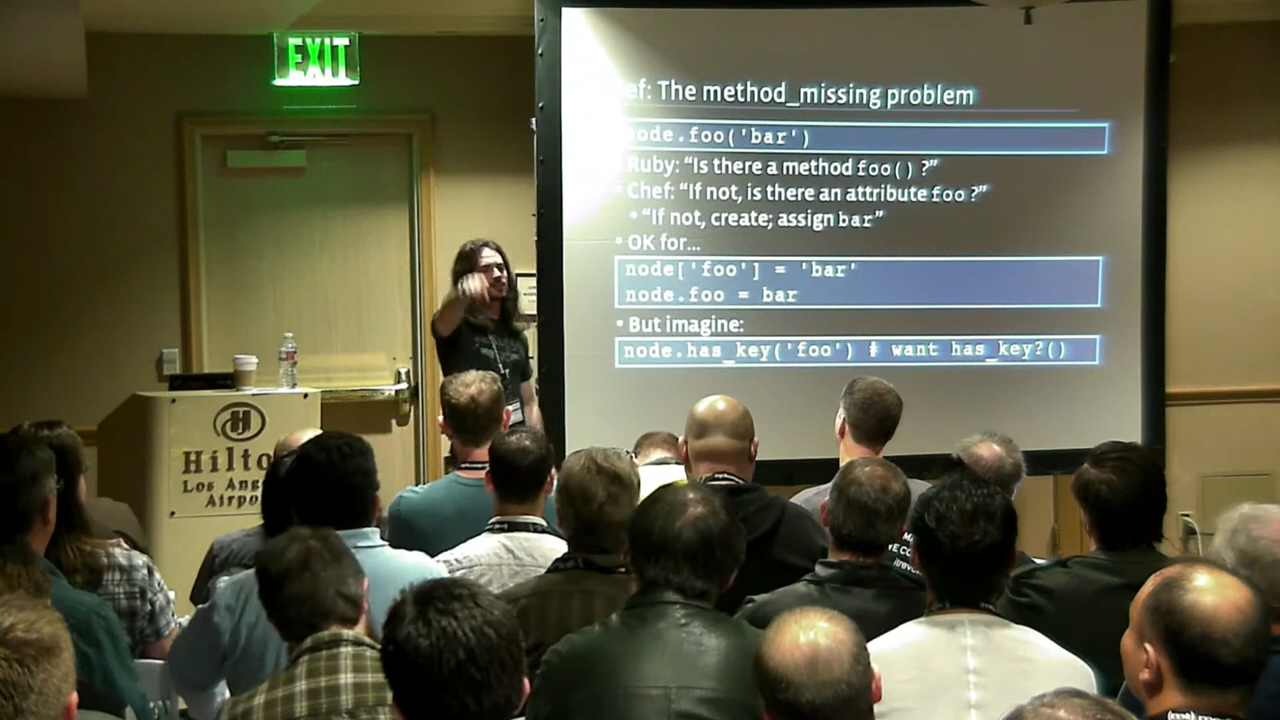 EXIT
ef: The method_missing problem
node.foo('bar')
Ruby: “Is there a method foo() ?”
• Chef: “If not, is there an attribute foo ?”
• “If not, create; assign bar”
• OK for...
node['foo'] = 'bar'
node.foo = bar
• But imagine:
node.has_key('foo') # want has_key?()
H
Hilto
Los Ang
Airpo